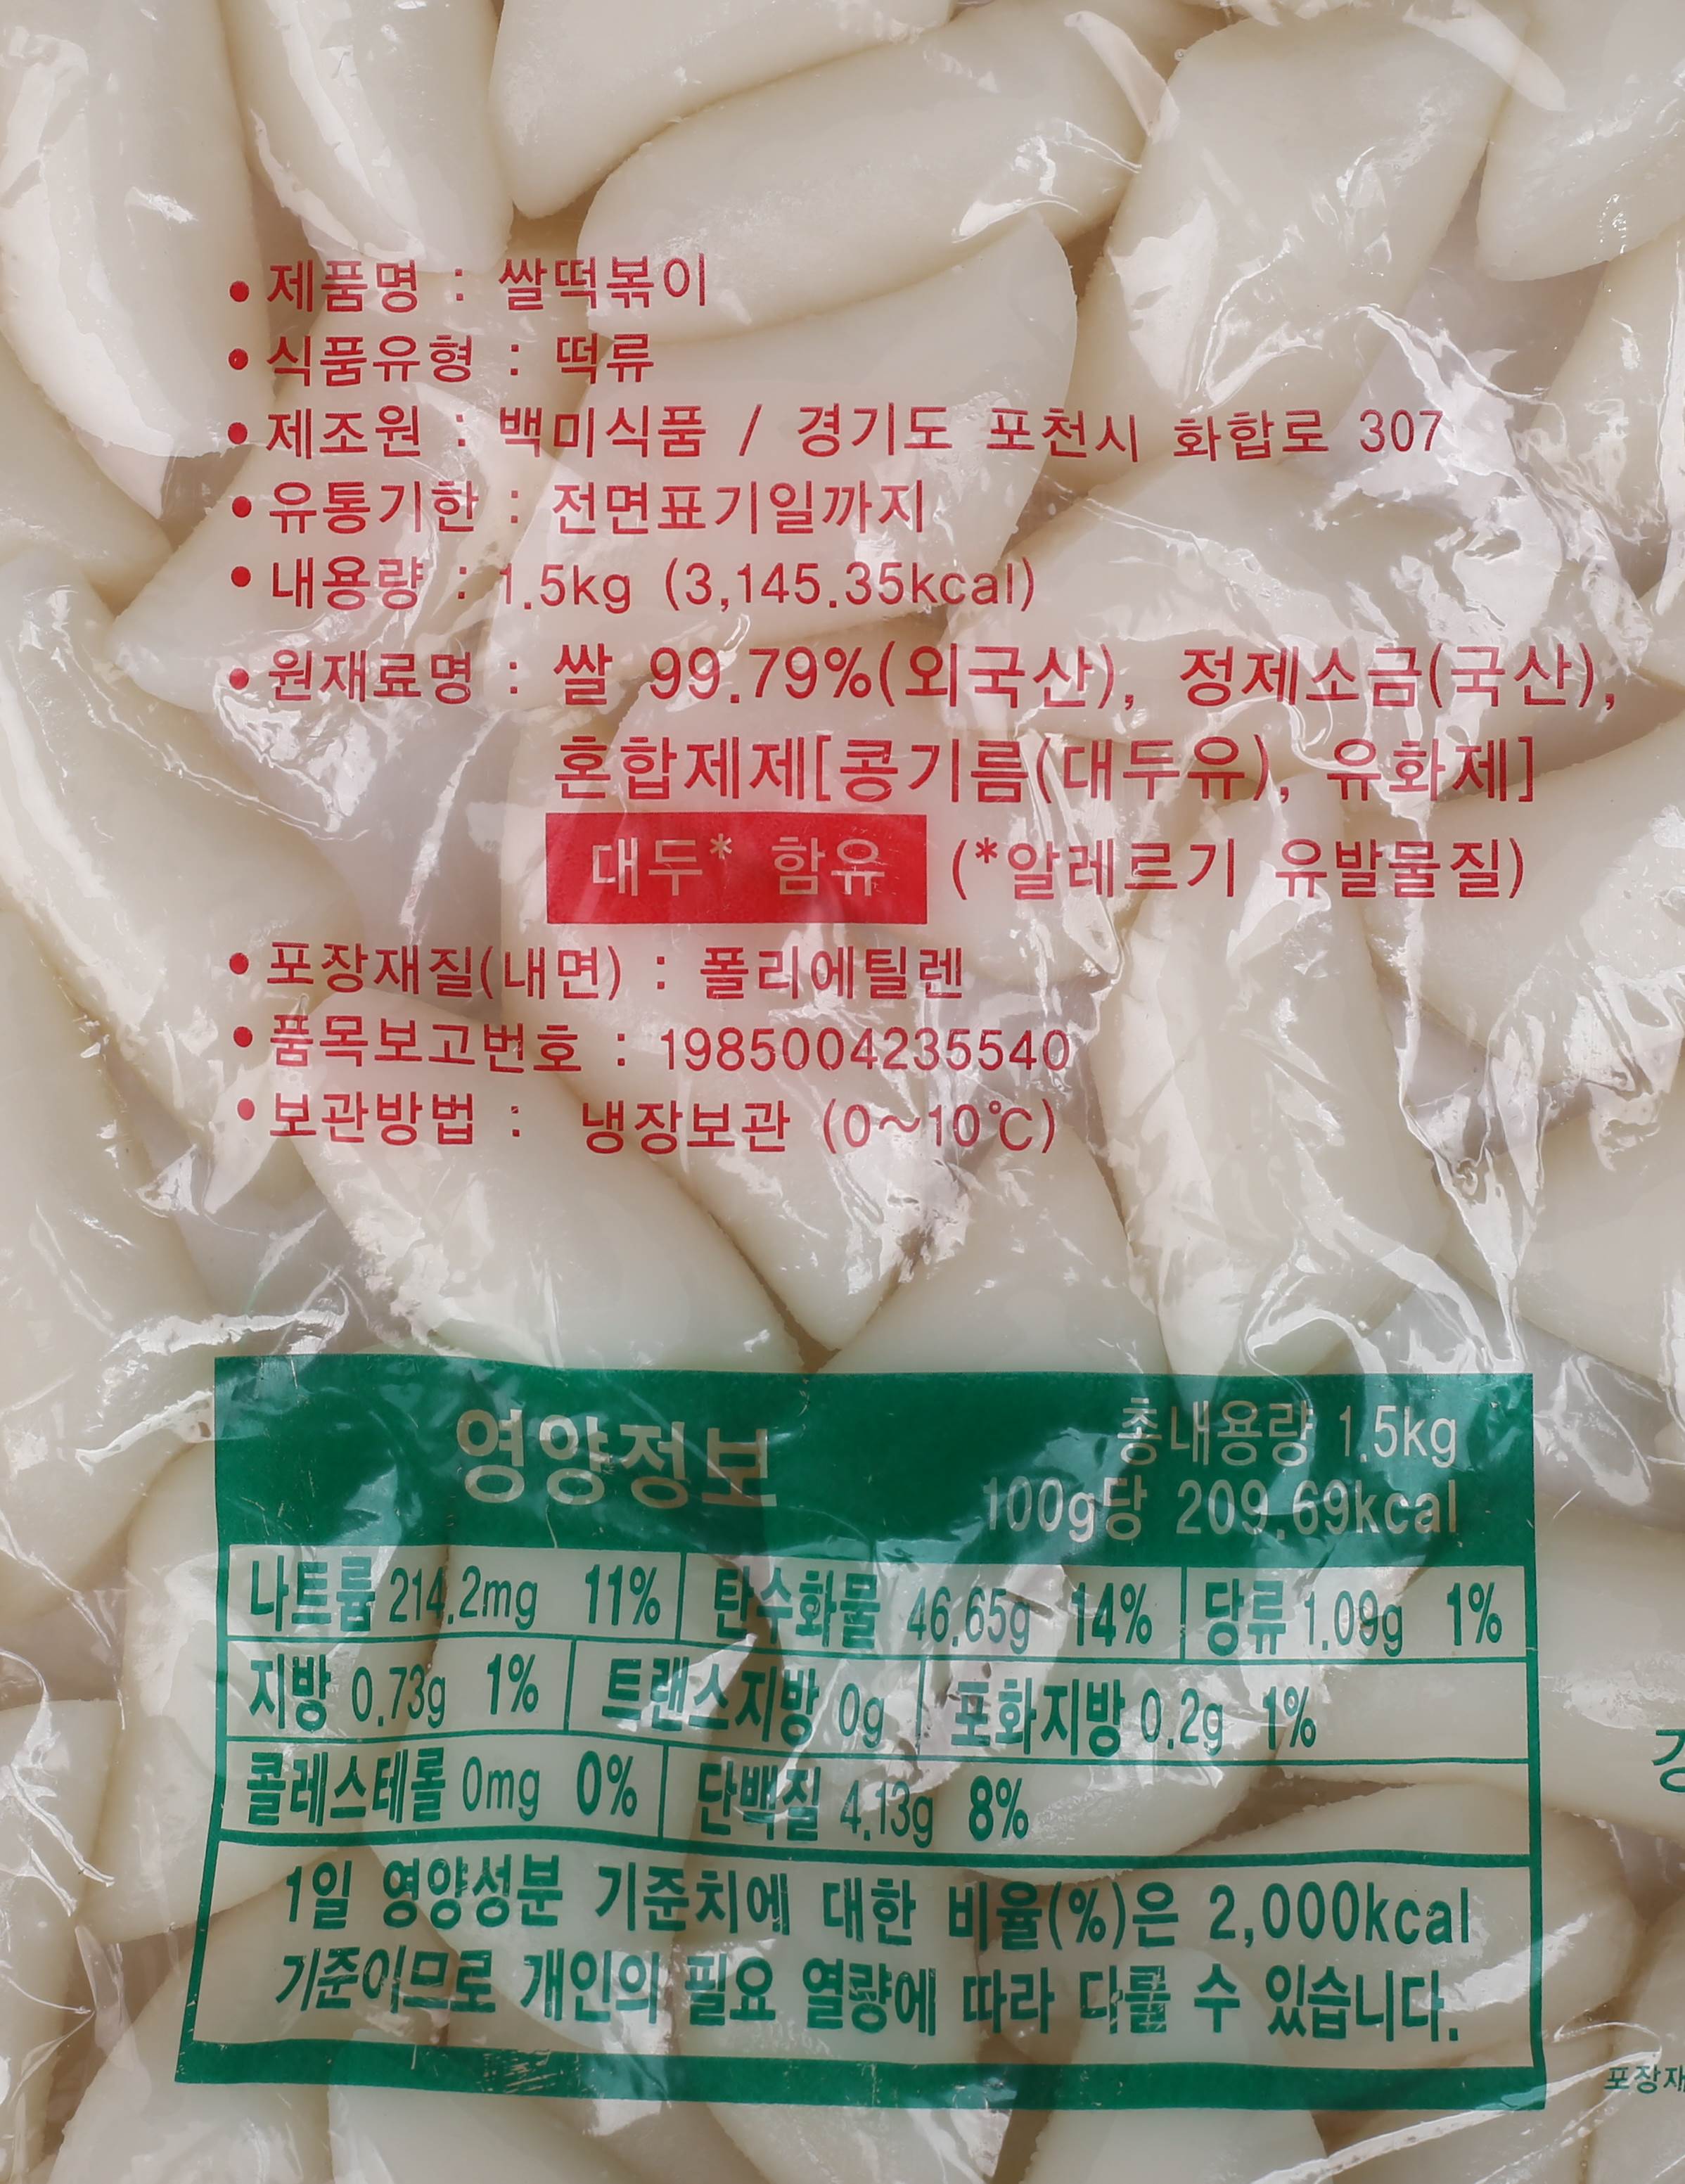 • 제품명 : 쌀떡볶이
• 식품유형 : 떡류
• 제조원 : 백미식품 / 경기도 포천시 화합로 307
• 유통기한 : 전면표기일까지
• 내용량 : 1.5kg (3,145.35kcal)
• 원재료명 : 쌀 99.79%(외국산), 정제소금(국산),
혼합제제[콩기름(대두유), 유화제]
대두* 함유 (*알레르기 유발물질)
• 포장재질(내면) : 폴리에틸렌
• 품목보고번호 : 1985004235540
• 보관방법 : 냉장보관 (0~10℃)
영양정보
총내용량 1.5kg
100g당 209.69kcal
나트륨 214.2mg 11% 탄수화물 46.65g 14% 당류 1.09g 1%
지방 0.73g 1% 트랜스지방 0g 포화지방 0.2g 1%
콜레스테롤 0mg 0% 단백질 4.13g 8%
1일 영양성분 기준치에 대한 비율(%)은 2,000kcal
기준이므로 개인의 필요 열량에 따라 다를 수 있습니다.
포장재